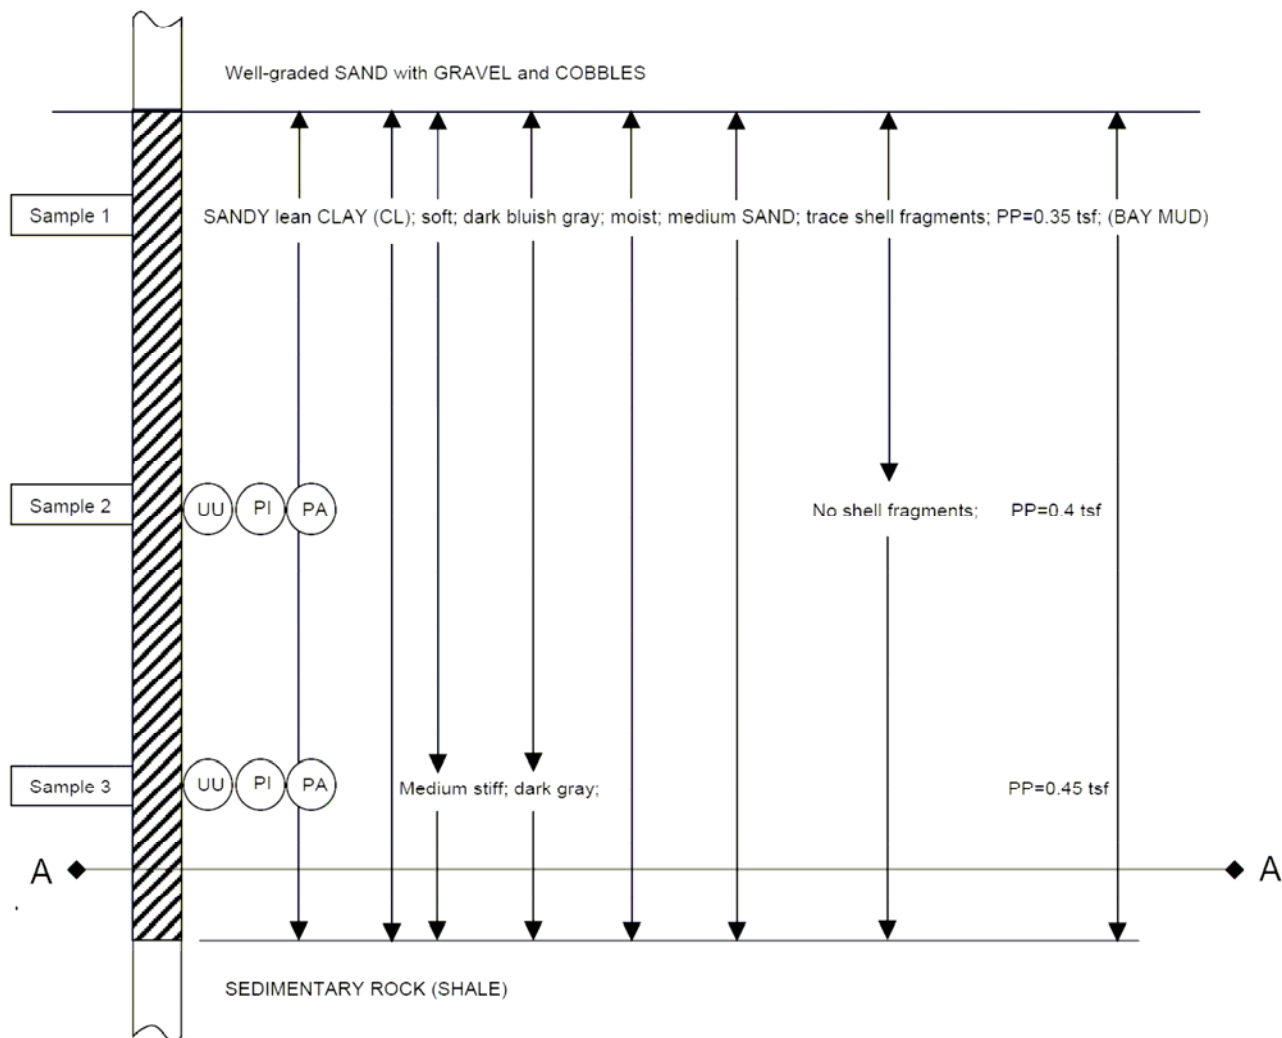 Well-graded SAND with GRAVEL and COBBLES
Sample 1
SANDY lean CLAY (CL); soft; dark bluish gray; moist; medium SAND; trace shell fragments; PP=0.35 tsf; (BAY MUD)
Sample 2
UU PI PA
No shell fragments; PP=0.4 tsf
Sample 3
UU PI PA
Medium stiff; dark gray; PP=0.45 tsf
A A
SEDIMENTARY ROCK (SHALE)